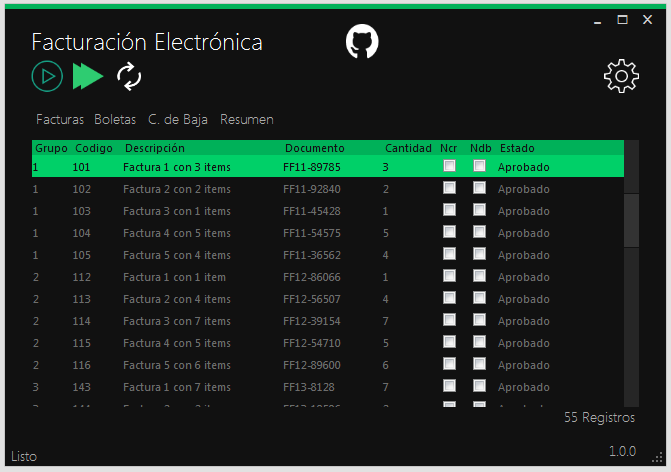 Facturación Electrónica
Facturas Boletas C. de Baja Resumen
Grupo Codigo Descripción Documento Cantidad Ncr Ndb Estado
1 101 Factura 1 con 3 items FF11-89785 3 Aprobado
1 102 Factura 2 con 2 items FF11-92840 2 Aprobado
1 103 Factura 3 con 1 items FF11-45428 1 Aprobado
1 104 Factura 4 con 5 items FF11-54575 5 Aprobado
1 105 Factura 5 con 4 items FF11-36562 4 Aprobado
2 112 Factura 1 con 1 item FF12-86066 1 Aprobado
2 113 Factura 2 con 4 items FF12-56507 4 Aprobado
2 114 Factura 3 con 7 items FF12-39154 7 Aprobado
2 115 Factura 4 con 5 items FF12-54710 5 Aprobado
2 116 Factura 5 con 6 items FF12-89600 6 Aprobado
3 143 Factura 1 con 7 items FF13-8128 7 Aprobado
55 Registros
Listo 1.0.0